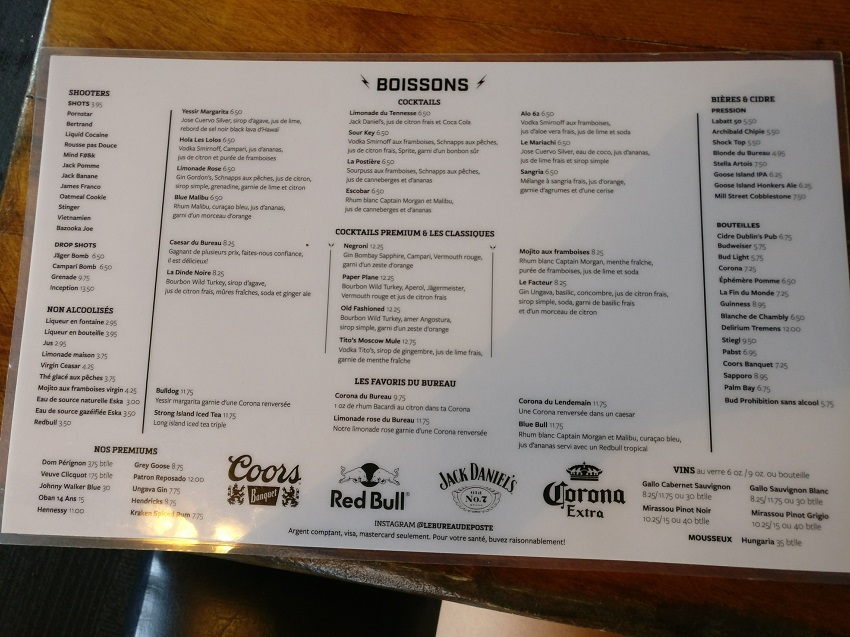 BOISSONS
SHOOTERS
SHOTS 3.95
Pornstar
Bertrand
Liquid Cocaine
Rousse pas Douce
Mind F#@k
Jack Pomme
Jack Banane
James Franco
Oatmeal Cookie
Stinger
Vietnamien
Bazooka Joe
DROP SHOTS
Jäger Bomb 6.50
Campari Bomb 6.50
Grenade 9.75
Inception 13.50
NON ALCOOLISÉS
Liqueur en fontaine 2.95
Liqueur en bouteille 3.95
Jus 2.95
Limonade maison 3.75
Virgin Ceasar 4.25
Thé glacé aux pêches 3.75
Mojito aux framboises virgin 4.25
Eau de source naturelle Eska 3.00
Eau de source gazéifiée Eska 3.50
Redbull 3.50
COCKTAILS
Yessir Margarita 6.50
Jose Cuervo Silver, sirop d'agave, jus de lime,
rebord de sel noir black lava d'Hawaï
Hola Les Lolos 6.50
Vodka Smirnoff, Campari, jus d'ananas,
jus de citron et purée de framboises
Limonade Rose 6.50
Gin Gordon's, Schnapps aux pêches, jus de citron,
sirop simple, grenadine, garnie de lime et citron
Blue Malibu 6.50
Rhum Malibu, curaçao bleu, jus d'ananas,
garni d'un morceau d'orange
Limonade du Tennesse 6.50
Jack Daniel's, jus de citron frais et Coca Cola
Sour Key 6.50
Vodka Smirnoff aux framboises, Schnapps aux pêches,
jus de citron frais, Sprite, garni d'un bonbon sûr
La Postière 6.50
Sourpuss aux framboises, Schnapps aux pêches,
jus de canneberges et d'ananas
Escobar 6.50
Rhum blanc Captain Morgan et Malibu,
jus de canneberges et d'ananas
Alo 62 6.50
Vodka Smirnoff aux framboises,
jus d'aloe vera frais, jus de lime et soda
Le Mariachi 6.50
Jose Cuervo Silver, eau de coco, jus d'ananas,
jus de lime frais et sirop simple
Sangria 6.50
Mélange à sangria frais, jus d'orange,
garnie d'agrumes et d'une cerise
COCKTAILS PREMIUM & LES CLASSIQUES
Caesar du Bureau 8.25
Gagnant de plusieurs prix, faites-nous confiance,
il est délicieux!
La Dinde Noire 8.25
Bourbon Wild Turkey, sirop d'agave,
jus de citron frais, mûres fraîches, soda et ginger ale
Negroni 12.25
Gin Bombay Sapphire, Campari, Vermouth rouge,
garni d'un zeste d'orange
Paper Plane 12.25
Bourbon Wild Turkey, Aperol, Jägermeister,
Vermouth rouge et jus de citron frais
Old Fashioned 12.25
Bourbon Wild Turkey, amer Angostura,
sirop simple, garni d'un zeste d'orange
Tito's Moscow Mule 12.75
Vodka Tito's, sirop de gingembre, jus de lime frais,
garnie de menthe fraîche
Mojito aux framboises 8.25
Rhum blanc Captain Morgan, menthe fraîche,
purée de framboises, jus de lime et soda
Le Facteur 8.25
Gin Ungava, basilic, concombre, jus de citron frais,
sirop simple, soda, garni de basilic frais
et d'un morceau de citron
LES FAVORIS DU BUREAU
Bulldog 11.75
Yessir margarita garnie d'une Corona renversée
Strong Island Iced Tea 11.75
Long island iced tea triple
Corona du Bureau 9.75
1 oz de rhum Bacardi au citron dans ta Corona
Limonade rose du Bureau 11.75
Notre limonade rose garnie d'une Corona renversée
Corona du Lendemain 11.75
Une Corona renversée dans un caesar
Blue Bull 11.75
Rhum blanc Captain Morgan et Malibu, curaçao bleu,
jus d'ananas servi avec un Redbull tropical
BIÈRES & CIDRE
PRESSION
Labatt 50 5.50
Archibald Chipie 5.50
Shock Top 5.50
Blonde du Bureau 4.95
Stella Artois 7.50
Goose Island IPA 6.25
Goose Island Honkers Ale 6.25
Mill Street Cobblestone 7.50
BOUTEILLES
Cidre Dublin's Pub 6.75
Budweiser 5.75
Bud Light 5.75
Corona 7.25
Éphémère Pomme 6.50
La Fin du Monde 7.25
Guinness 8.95
Blanche de Chambly 6.50
Delirium Tremens 12.00
Stiegl 9.50
Pabst 6.95
Coors Banquet 7.25
Sapporo 8.95
Palm Bay 6.75
Bud Prohibition sans alcool 5.75
NOS PREMIUMS
Dom Pérignon 375 btlle
Veuve Clicquot 175 btlle
Johnny Walker Blue 30
Oban 14 Ans 15
Hennessy 11.00
Grey Goose 8.75
Patron Reposado 12.00
Ungava Gin 7.75
Hendricks 8.75
Kraken Spiced Rum 7.75
Coors
Banquet
Red Bull
JACK DANIEL'S
OLD
No.7
Corona
Extra
VINS au verre 6 oz / 9 oz ou bouteille
Gallo Cabernet Sauvignon
8.25/11.75 ou 30 btlle
Mirassou Pinot Noir
10.25/15 ou 40 btlle
Gallo Sauvignon Blanc
8.25/11.75 ou 30 btlle
Mirassou Pinot Grigio
10.25/15 ou 40 btlle
MOUSSEUX Hungaria 35 btlle
INSTAGRAM @LEBUREAUDEPOSTE
Argent comptant, visa, mastercard seulement. Pour votre santé, buvez raisonnablement!